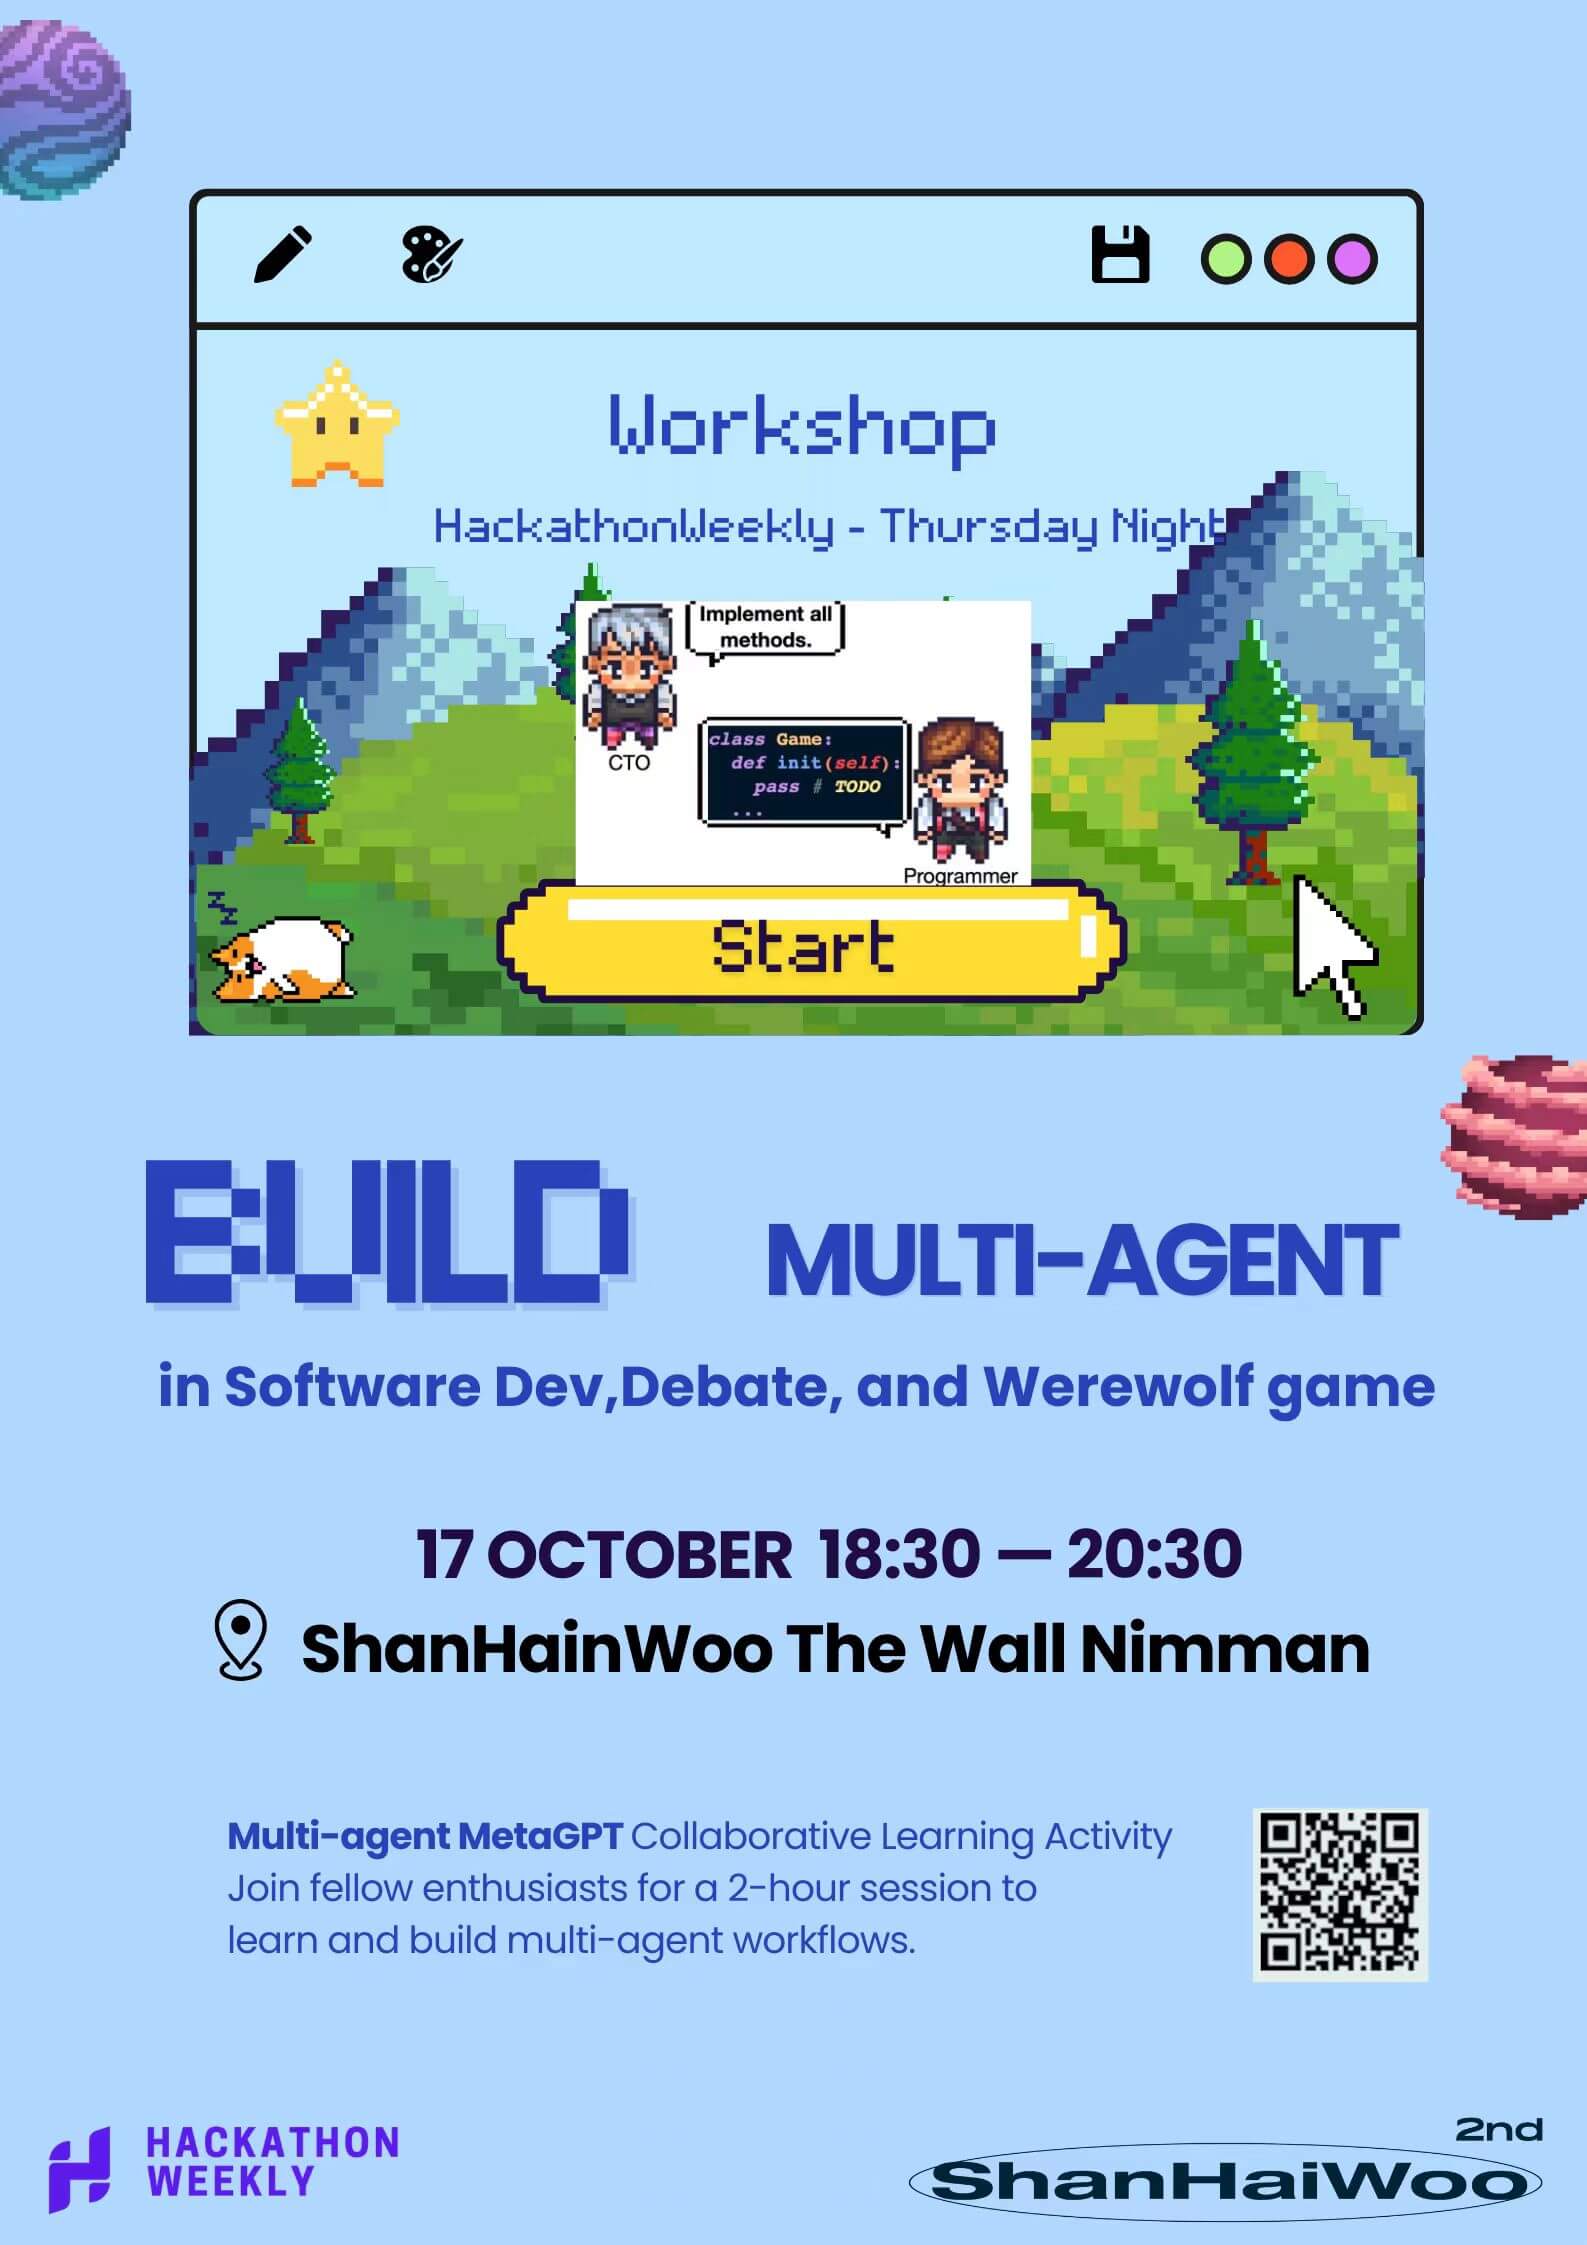 Workshop
HackathonWeekly - Thursday Night
Implement all
methods.
CTO
class Game:
def init(self):
pass # TODO
...
Programmer
Start
zz
BUILD
MULTI-AGENT
in Software Dev,Debate, and Werewolf game
17 OCTOBER 18:30 — 20:30
ShanHainWoo The Wall Nimman
Multi-agent MetaGPT Collaborative Learning Activity
Join fellow enthusiasts for a 2-hour session to
learn and build multi-agent workflows.
HACKATHON
WEEKLY
2nd
ShanHaiWoo